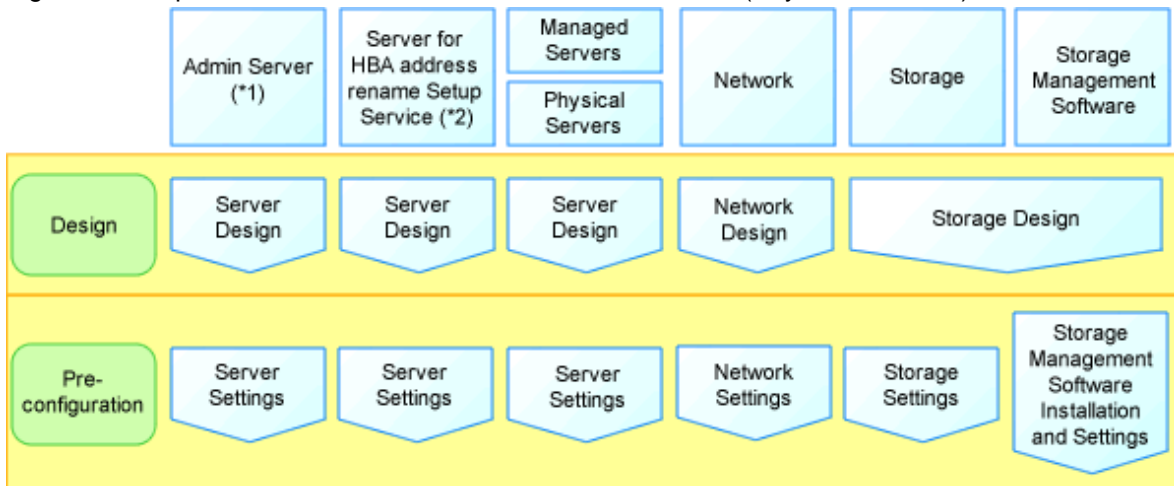 Admin Server
(*1)
Server for
HBA address
rename Setup
Service (*2)
Managed
Servers
Physical
Servers
Network
Storage
Storage
Management
Software
Design
Server
Design
Server
Design
Server
Design
Network
Design
Storage Design
Pre-
configuration
Server
Settings
Server
Settings
Server
Settings
Network
Settings
Storage
Settings
Storage
Management
Software
Installation
and Settings